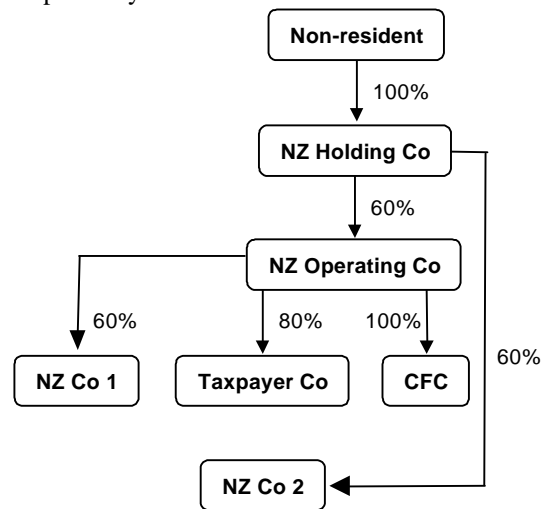 Non-resident
100%
NZ Holding Co
60%
NZ Operating Co
60%
80%
100%
60%
NZ Co 1
Taxpayer Co
CFC
NZ Co 2